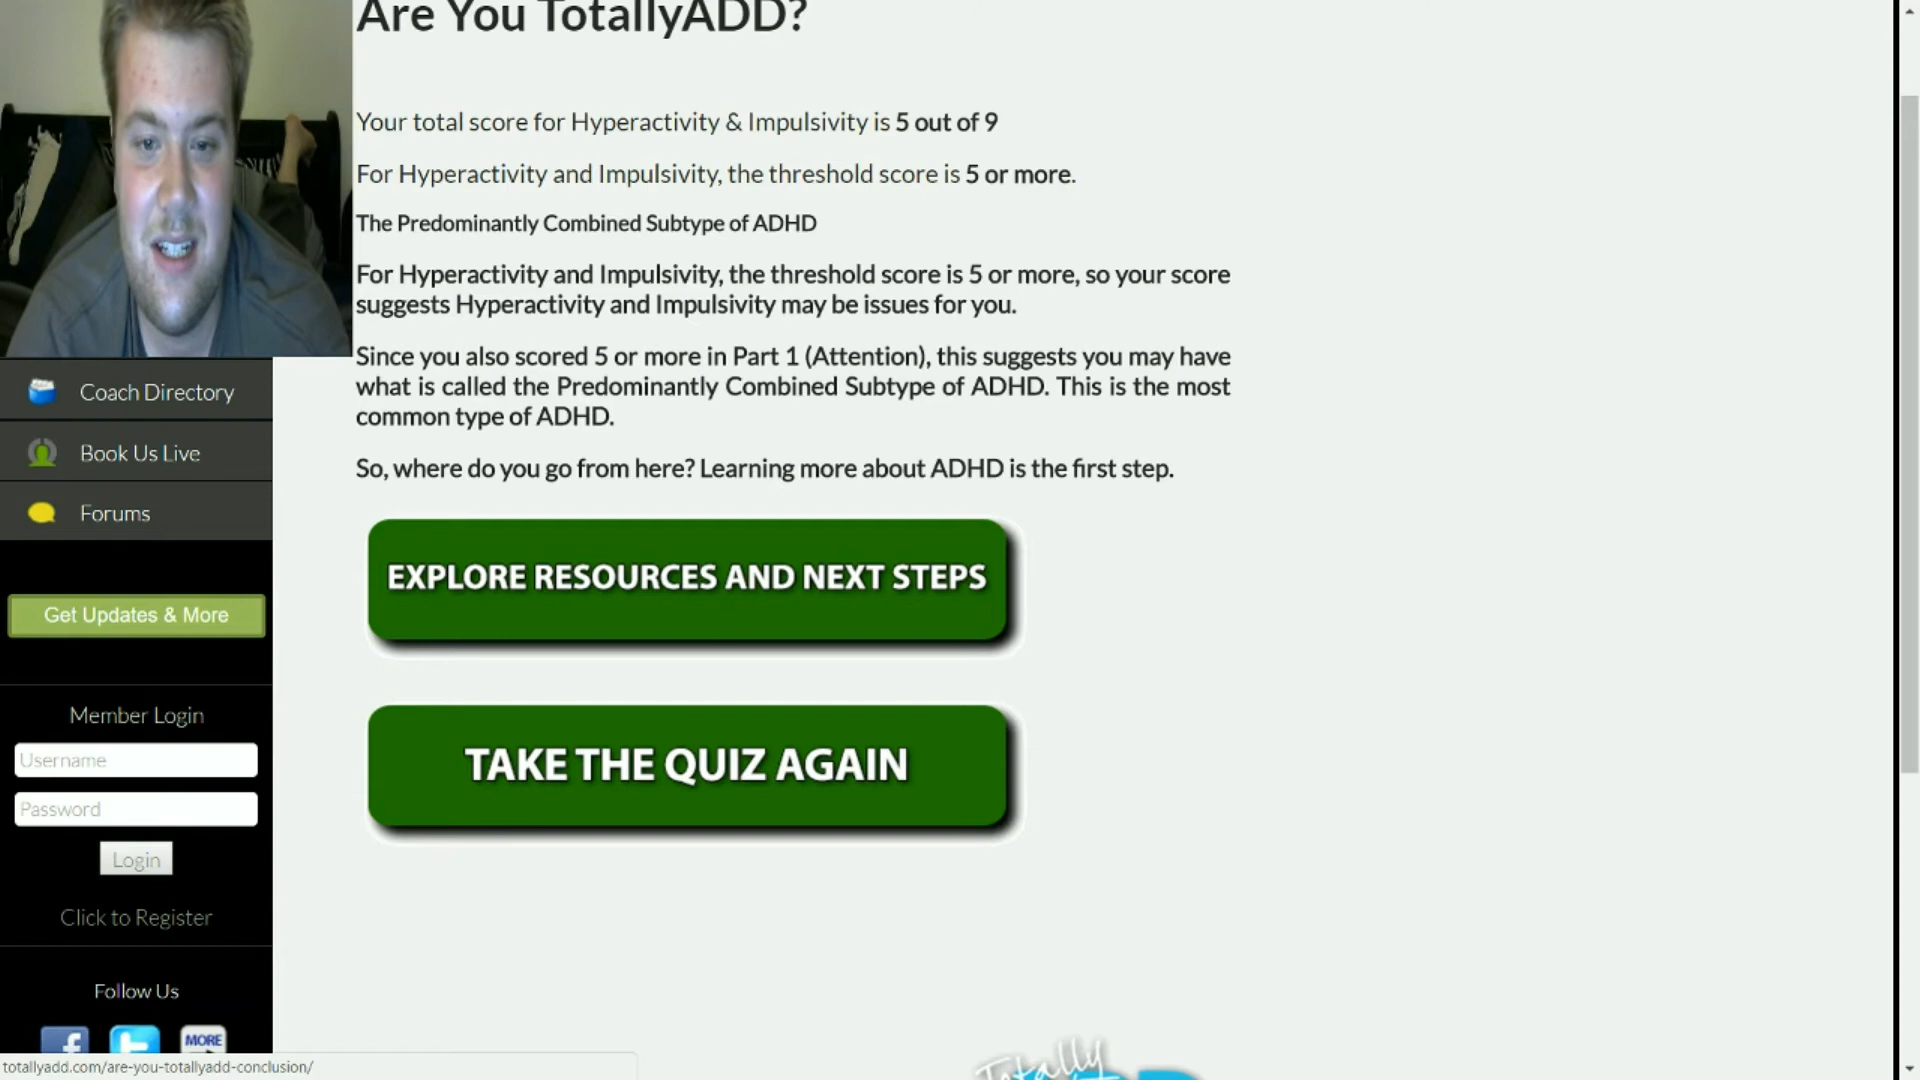 Are You TotallyADD?
Your total score for Hyperactivity & Impulsivity is 5 out of 9
For Hyperactivity and Impulsivity, the threshold score is 5 or more.
The Predominantly Combined Subtype of ADHD
For Hyperactivity and Impulsivity, the threshold score is 5 or more, so your score
suggests Hyperactivity and Impulsivity may be issues for you.
Since you also scored 5 or more in Part 1 (Attention), this suggests you may have
what is called the Predominantly Combined Subtype of ADHD. This is the most
common type of ADHD.
So, where do you go from here? Learning more about ADHD is the first step.
EXPLORE RESOURCES AND NEXT STEPS
TAKE THE QUIZ AGAIN
Coach Directory
Book Us Live
Forums
Get Updates & More
Member Login
Username
Password
Login
Click to Register
Follow Us
MORE
totallyadd.com/are-you-totallyadd-conclusion/
Totally